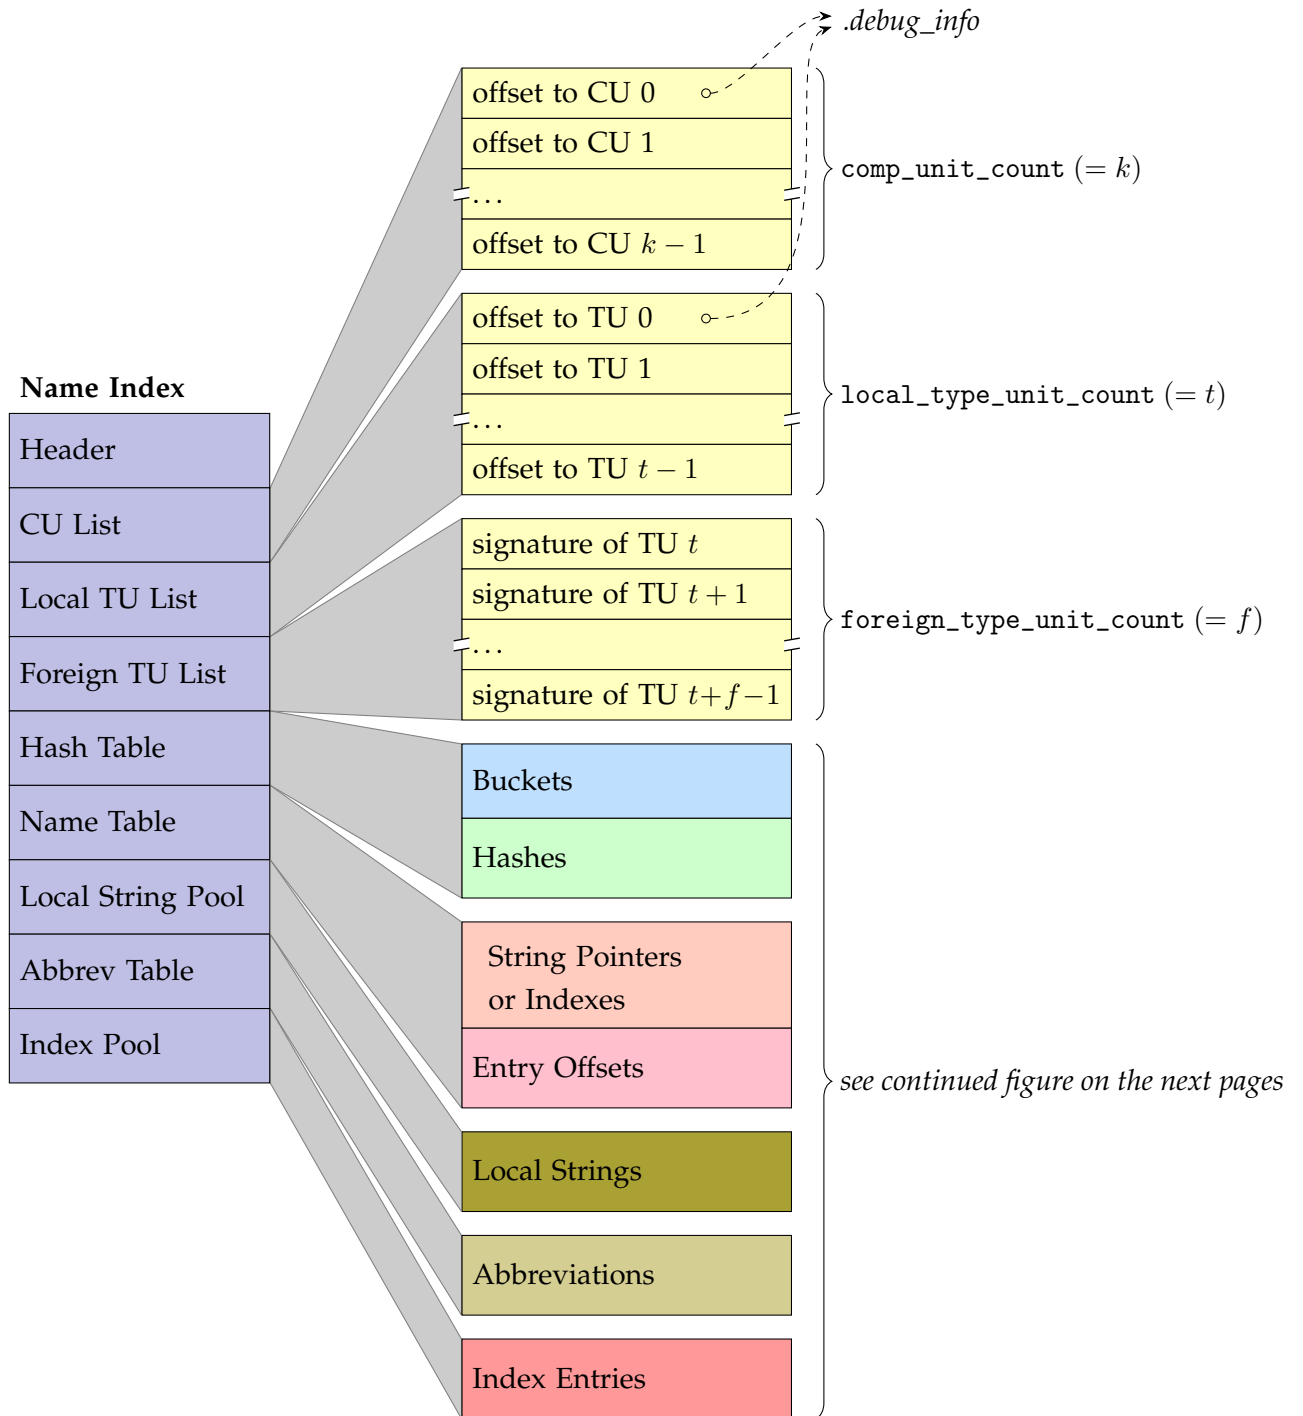 .debug_info
offset to CU 0
offset to CU 1
...
offset to CU k − 1
comp_unit_count (= k)
offset to TU 0
offset to TU 1
...
offset to TU t − 1
local_type_unit_count (= t)
signature of TU t
signature of TU t + 1
...
signature of TU t+f−1
foreign_type_unit_count (= f)
Name Index
Header
CU List
Local TU List
Foreign TU List
Hash Table
Name Table
Local String Pool
Abbrev Table
Index Pool
Buckets
Hashes
String Pointers
or Indexes
Entry Offsets
Local Strings
Abbreviations
Index Entries
see continued figure on the next pages